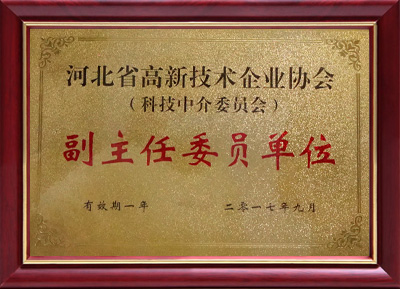 河北省高新技术企业协会
（科技中介委员会）
副主任委员单位
有效期一年 二零一七年九月